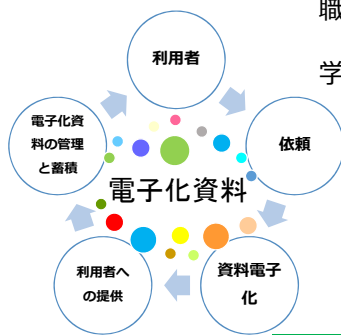 職
学
利用者
依頼
資料電子
化
利用者へ
の提供
電子化資
料の管理
と蓄積
電子化資料